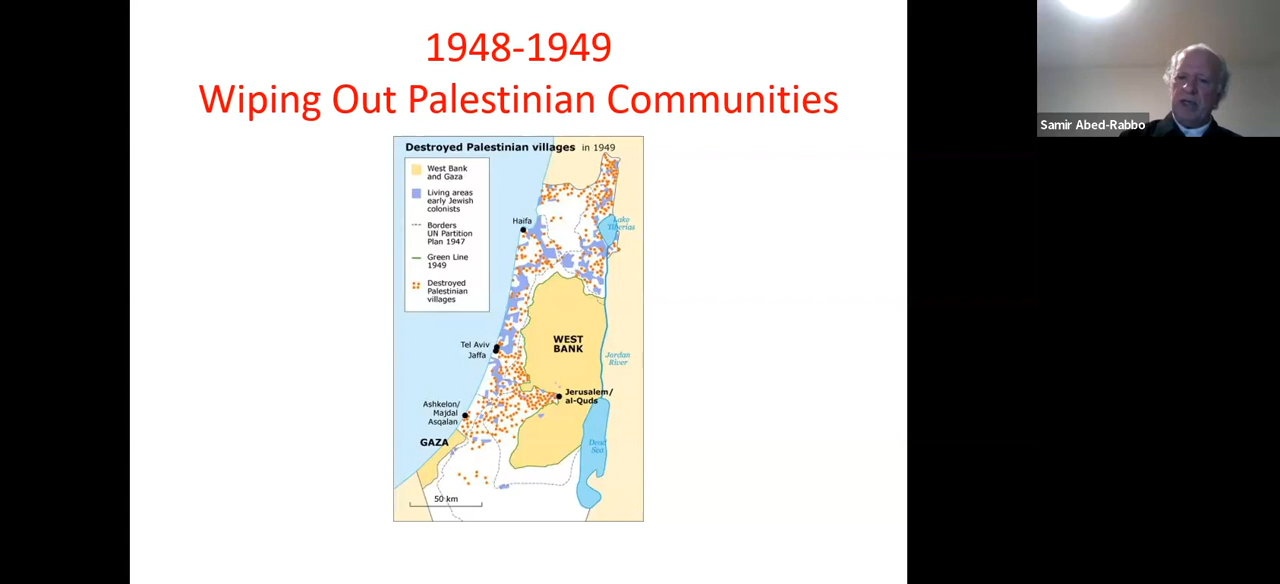 1948-1949
Wiping Out Palestinian Communities
Destroyed Palestinian villages in 1949
West Bank
and Gaza
Living areas
early Jewish
colonists
Borders
UN Partition
Plan 1947
Green Line
1949
Destroyed
Palestinian
villages
Haifa
Lake
Tiberias
WEST
BANK
Tel Aviv
Jaffa
Jordan
River
Jerusalem/
al-Quds
Ashkelon/
Majdal
Asqalan
GAZA
Dead
Sea
50 km
Samir Abed-Rabbo